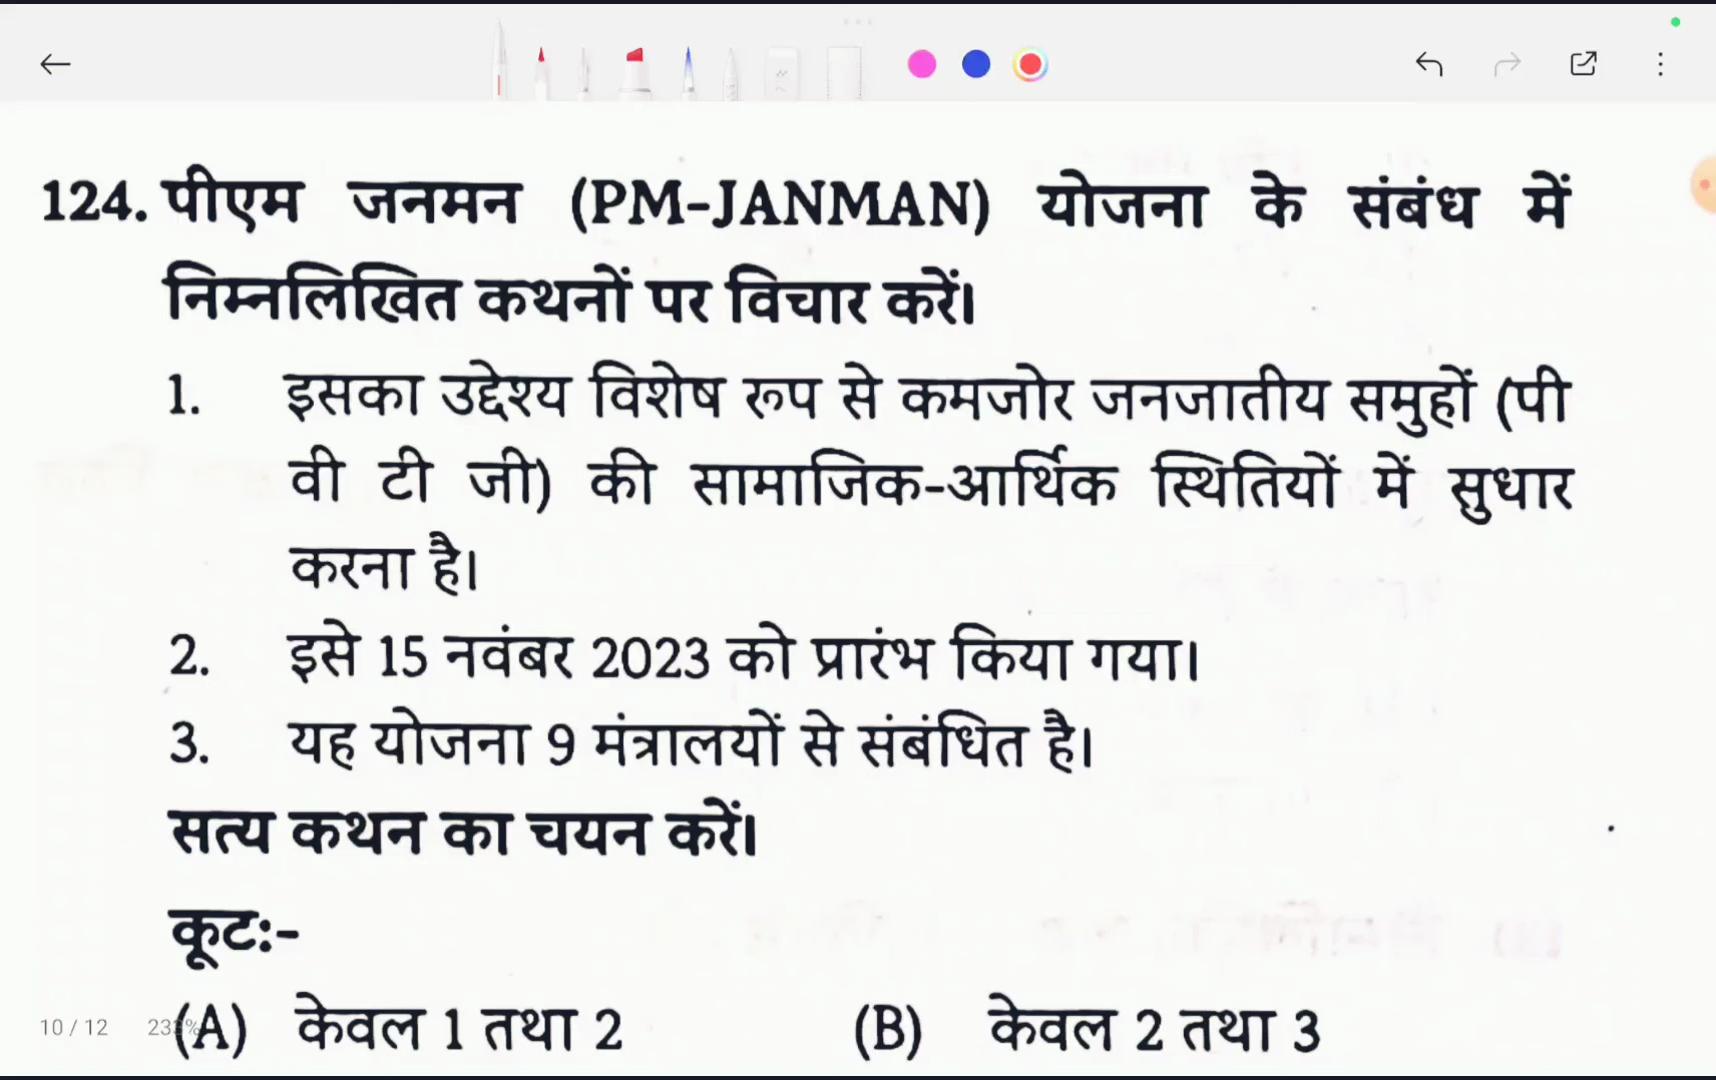 124. पीएम जनमन (PM-JANMAN) योजना के संबंध में
निम्नलिखित कथनों पर विचार करें।
1. इसका उद्देश्य विशेष रूप से कमजोर जनजातीय समुहों (पी
वी टी जी) की सामाजिक-आर्थिक स्थितियों में सुधार
करना है।
2. इसे 15 नवंबर 2023 को प्रारंभ किया गया।
3. यह योजना 9 मंत्रालयों से संबंधित है।
सत्य कथन का चयन करें।
कूटः-
(A) केवल 1 तथा 2 (B) केवल 2 तथा 3
10 / 12